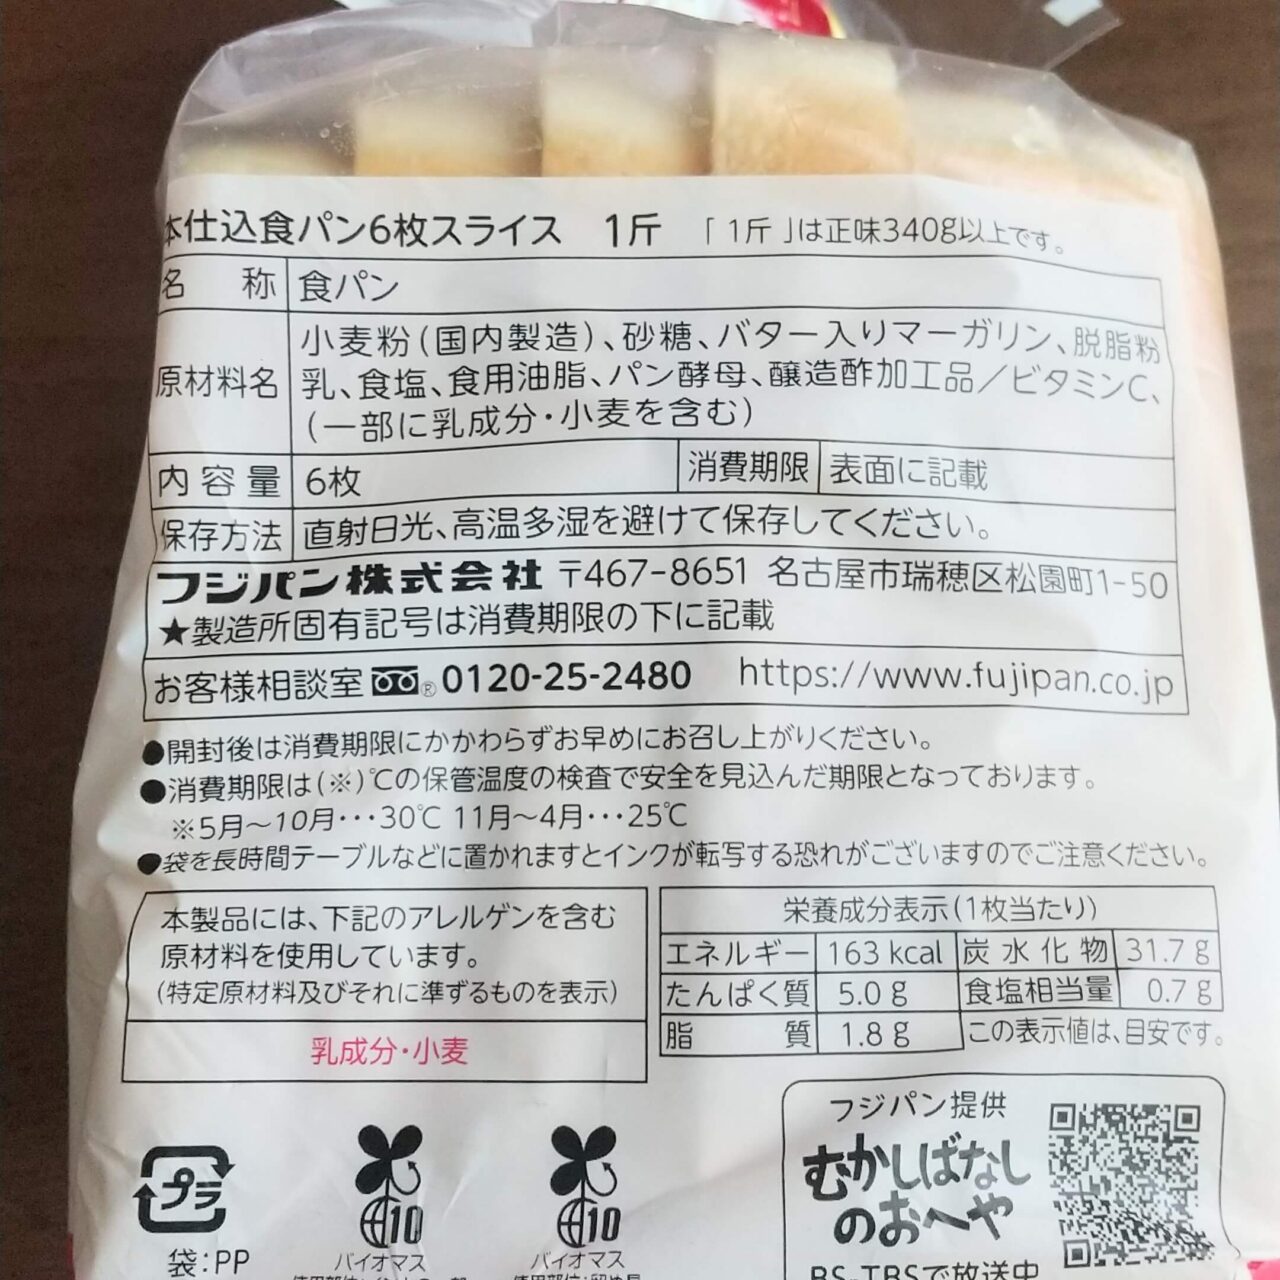 本仕込食パン6枚スライス 1斤 「1斤」は正味340g以上です。
名 称 食パン
原材料名 小麦粉(国内製造)、砂糖、バター入りマーガリン、脱脂粉
乳、食塩、食用油脂、パン酵母、醸造酢加工品/ビタミンC、
(一部に乳成分・小麦を含む)
内容量 6枚 消費期限 表面に記載
保存方法 直射日光、高温多湿を避けて保存してください。
フジパン株式会社 〒467-8651 名古屋市瑞穂区松園町1-50
★製造所固有記号は消費期限の下に記載
お客様相談室 ® 0120-25-2480 https://www.fujipan.co.jp
●開封後は消費期限にかかわらずお早めにお召し上がりください。
●消費期限は(※)℃の保管温度の検査で安全を見込んだ期限となっております。
※5月～10月・・・30℃ 11月～4月・・・25℃
●袋を長時間テーブルなどに置かれますとインクが転写する恐れがございますのでご注意ください。
本製品には、下記のアレルゲンを含む
原材料を使用しています。
(特定原材料及びそれに準ずるものを表示)
乳成分・小麦
栄養成分表示(1枚当たり)
エネルギー 163 kcal 炭水化物 31.7 g
たんぱく質 5.0 g 食塩相当量 0.7 g
脂 質 1.8 g この表示値は、目安です。
プラ
袋:PP
10
バイオマス
10
バイオマス
フジパン提供
むかしばなし
のおへや
BS-TBSで放送中